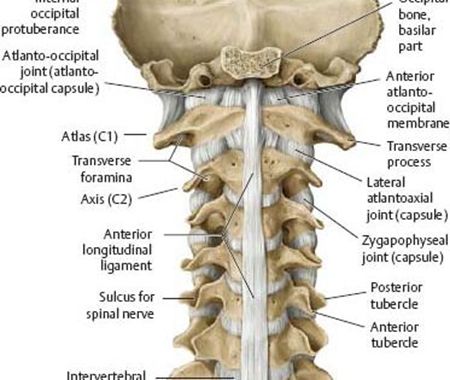 Internal
occipital
protuberance
Atlanto-occipital
joint (atlanto-
occipital capsule)
Atlas (C1)
Transverse
foramina
Axis (C2)
Anterior
longitudinal
ligament
Sulcus for
spinal nerve
Intervertebral
Occipital
bone,
basilar
part
Anterior
atlanto-
occipital
membrane
Transverse
process
Lateral
atlantoaxial
joint (capsule)
Zygapophyseal
joint (capsule)
Posterior
tubercle
Anterior
tubercle